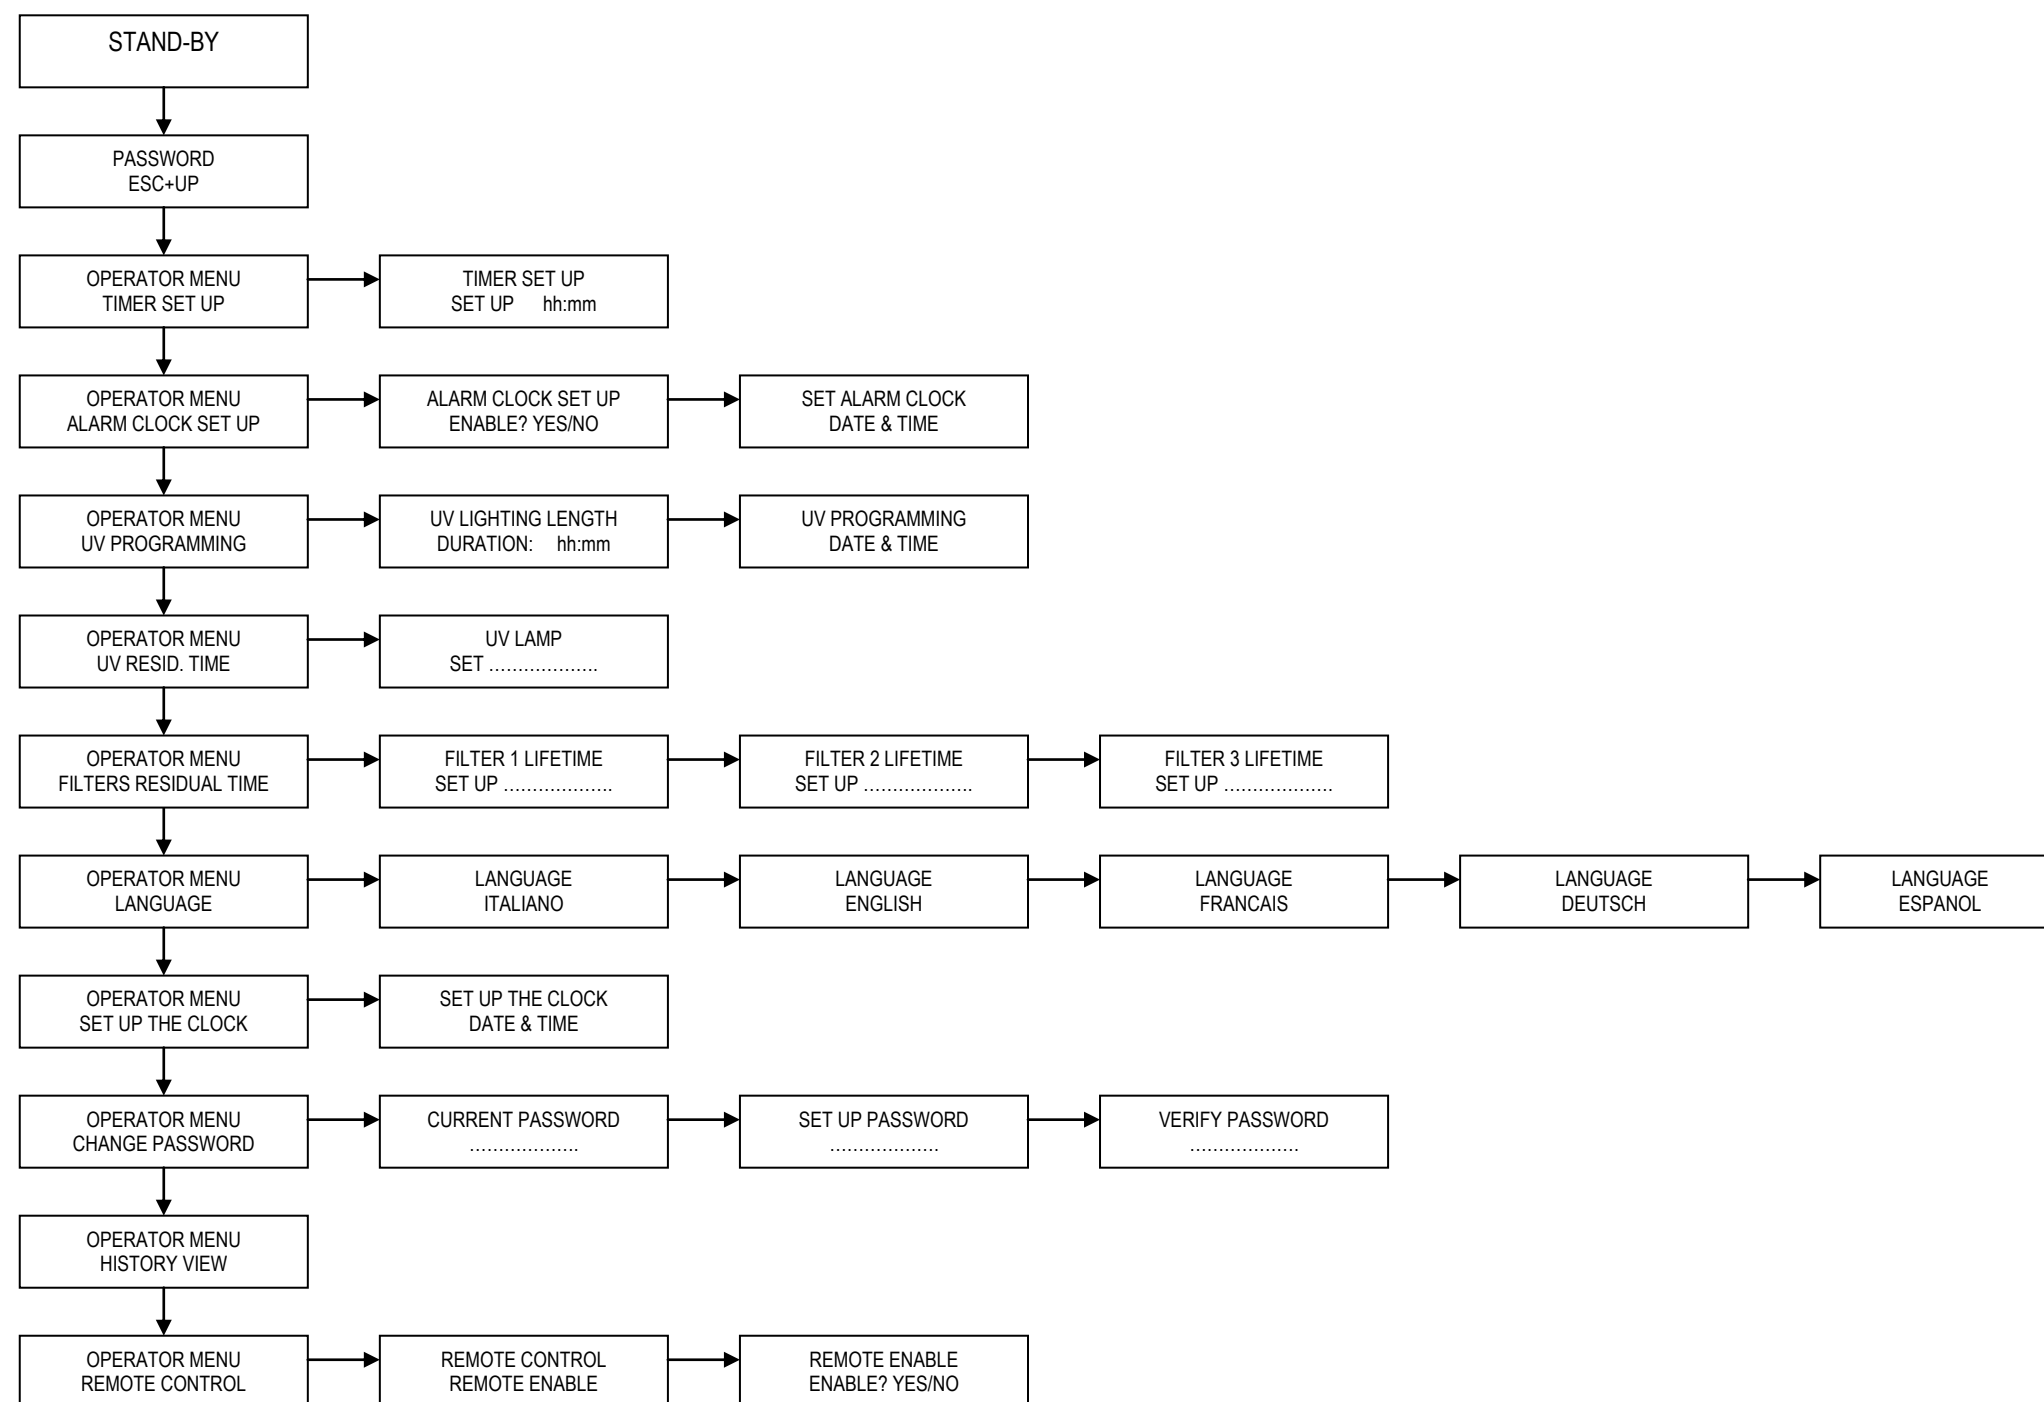 STAND-BY
PASSWORD
ESC+UP
OPERATOR MENU
TIMER SET UP
TIMER SET UP
SET UP hh:mm
OPERATOR MENU
ALARM CLOCK SET UP
ALARM CLOCK SET UP
ENABLE? YES/NO
SET ALARM CLOCK
DATE & TIME
OPERATOR MENU
UV PROGRAMMING
UV LIGHTING LENGTH
DURATION: hh:mm
UV PROGRAMMING
DATE & TIME
OPERATOR MENU
UV RESID. TIME
UV LAMP
SET ……………….
OPERATOR MENU
FILTERS RESIDUAL TIME
FILTER 1 LIFETIME
SET UP ……………….
FILTER 2 LIFETIME
SET UP ……………….
FILTER 3 LIFETIME
SET UP ……………….
OPERATOR MENU
LANGUAGE
LANGUAGE
ITALIANO
LANGUAGE
ENGLISH
LANGUAGE
FRANCAIS
LANGUAGE
DEUTSCH
LANGUAGE
ESPANOL
OPERATOR MENU
SET UP THE CLOCK
SET UP THE CLOCK
DATE & TIME
OPERATOR MENU
CHANGE PASSWORD
CURRENT PASSWORD
……………….
SET UP PASSWORD
……………….
VERIFY PASSWORD
……………….
OPERATOR MENU
HISTORY VIEW
OPERATOR MENU
REMOTE CONTROL
REMOTE CONTROL
REMOTE ENABLE
REMOTE ENABLE
ENABLE? YES/NO